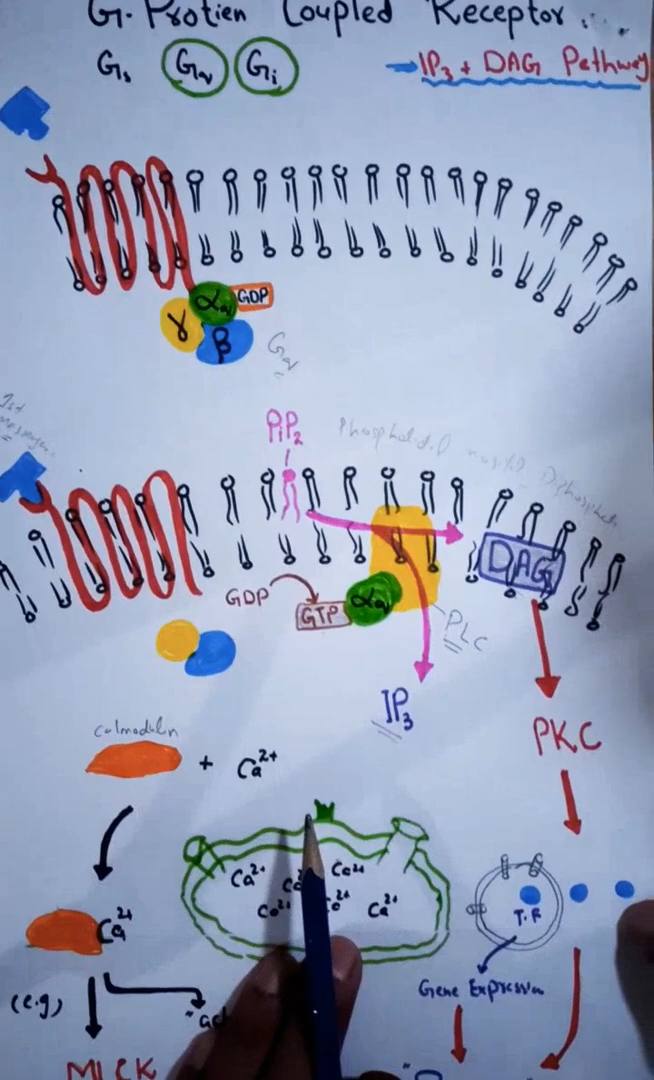 G-Protien Coupled Receptor...
Gs Gq Gi → IP3 + DAG Pathway
αq GDP
γ
β
Gq
1st
PiP2
DAG
GDP GTP αq
PLC
IP3
Calmodulin
+ Ca2+
PKC
Ca2+ Ca2+
Ca2+ Ca2+
Ca2+
T.F
Gene Expression
(e.g)
MLCK